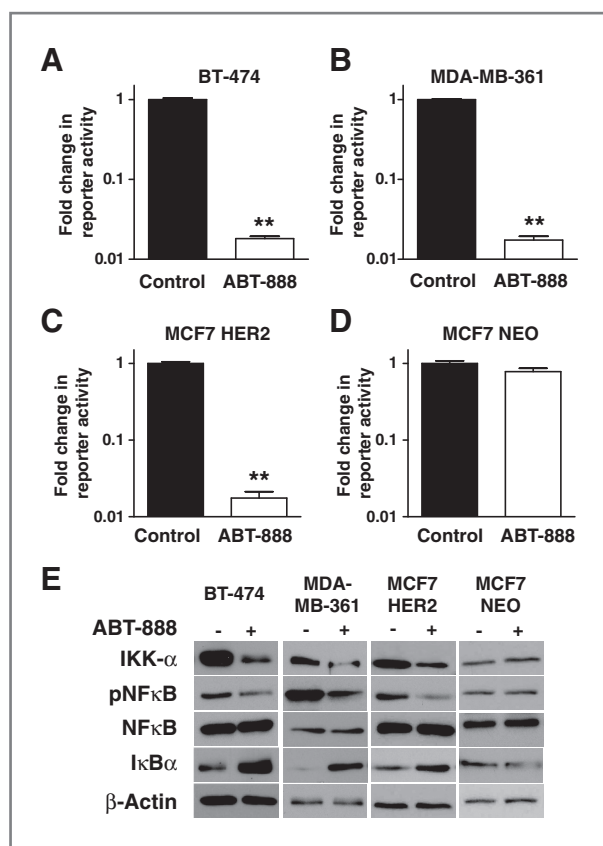 A
BT-474
Fold change in
reporter activity
1
0.1
0.01
**
Control ABT-888
B
MDA-MB-361
Fold change in
reporter activity
1
0.1
0.01
**
Control ABT-888
C
MCF7 HER2
Fold change in
reporter activity
1
0.1
0.01
**
Control ABT-888
D
MCF7 NEO
Fold change in
reporter activity
1
0.1
0.01
Control ABT-888
E
BT-474
MDA-
MB-361
MCF7
HER2
MCF7
NEO
ABT-888 - + - + - + - +
IKK-α
pNFκB
NFκB
IκBα
β-Actin